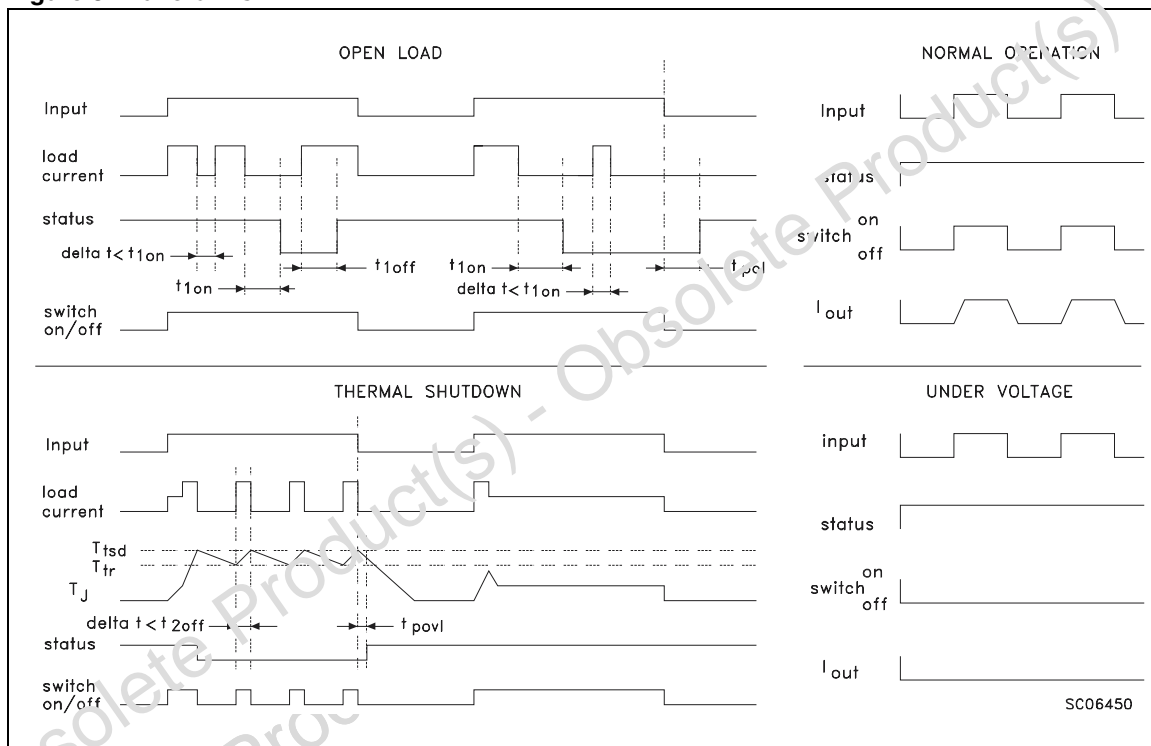 OPEN LOAD
Input
load
current
status
delta t< t1on
t1on
t1off
t1on
delta t< t1on
t pol
switch
on/off
NORMAL OPERATION
Input
status
switch on
off
I out
THERMAL SHUTDOWN
Input
load
current
Ttsd
Ttr
TJ
delta t< t2off
t povl
status
switch
on/off
UNDER VOLTAGE
input
status
switch on
off
I out
SC06450
Obsolete Product(s) - Obsolete Product(s)